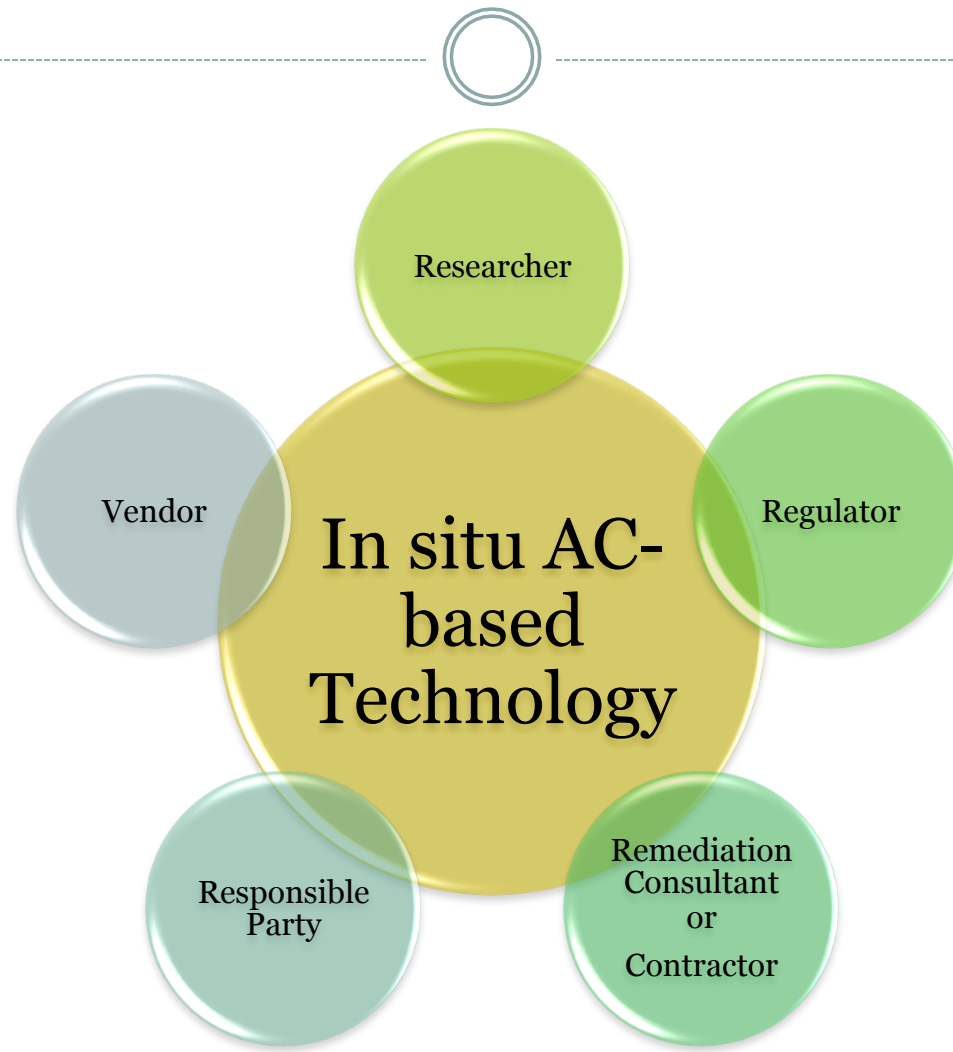 Researcher
Vendor
Regulator
In situ AC-
based
Technology
Responsible
Party
Remediation
Consultant
or
Contractor